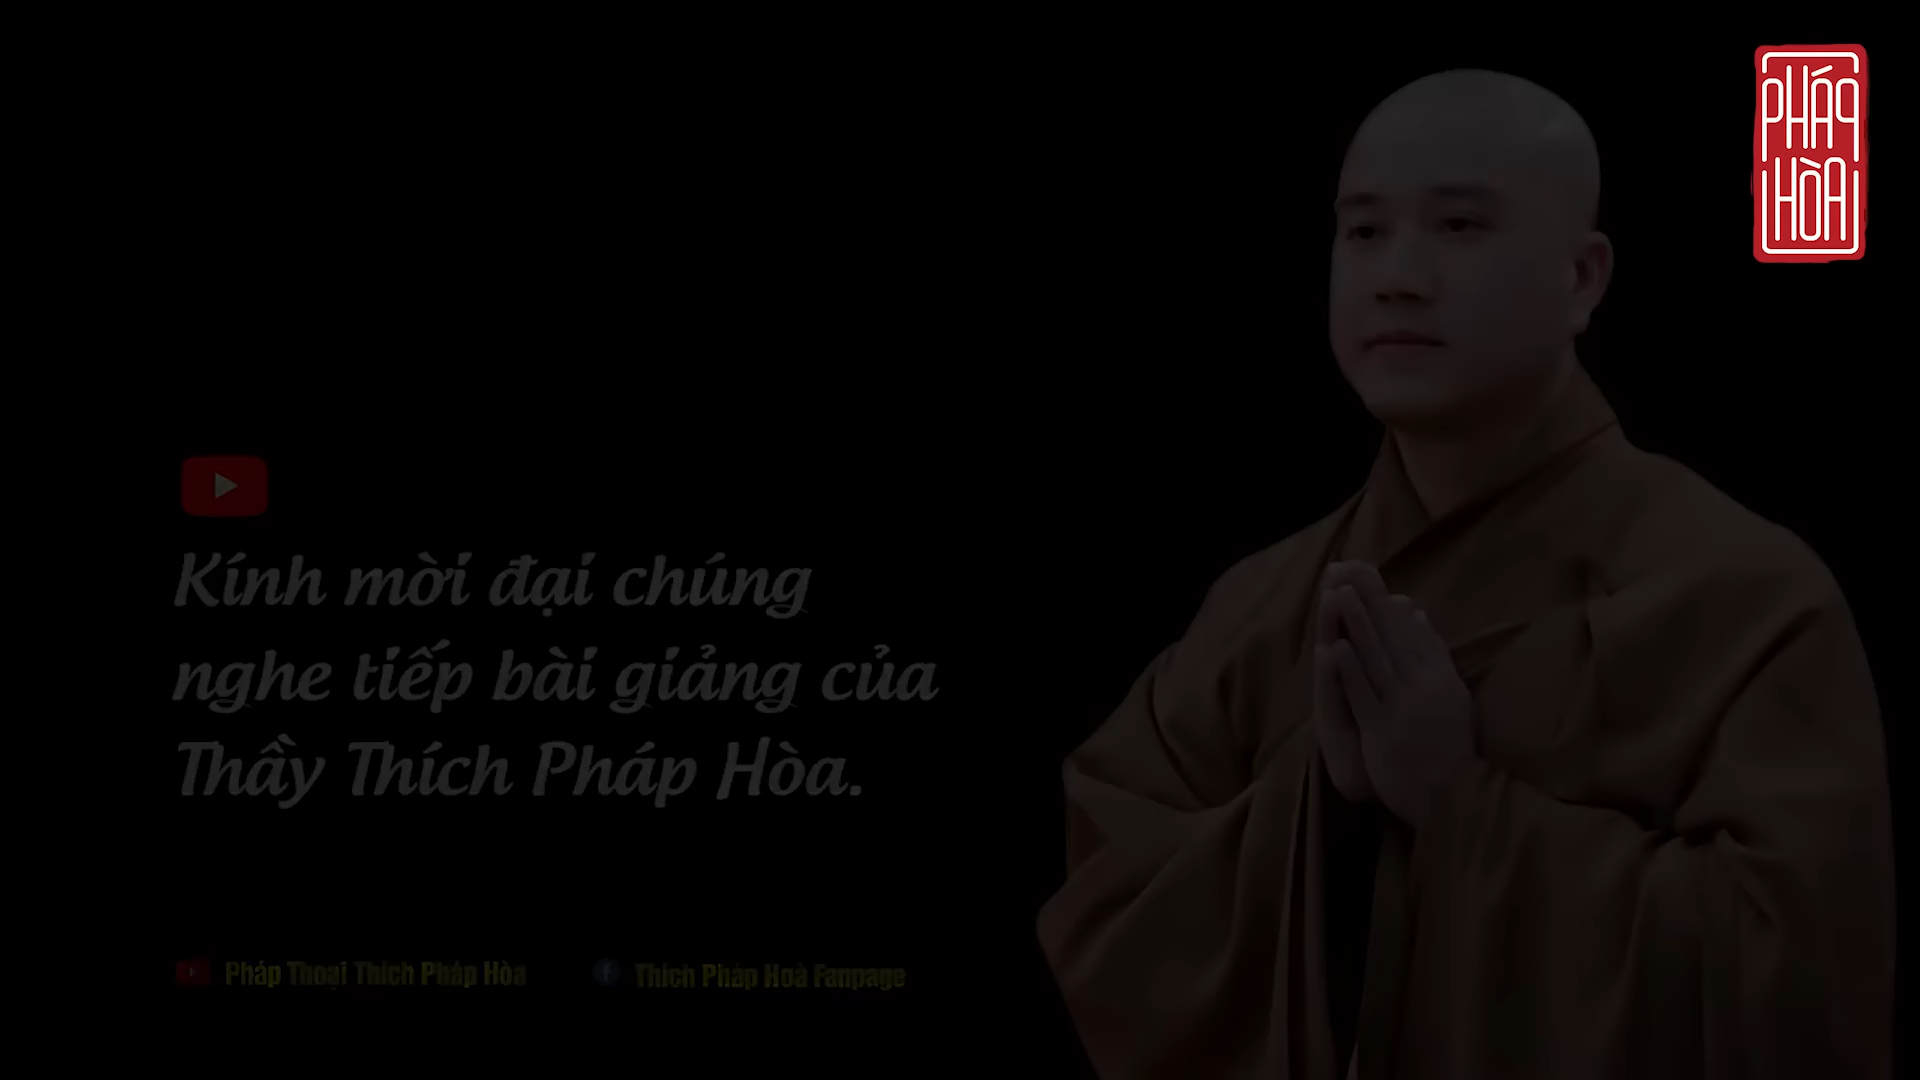 PHÁP
HÒA
Kính mời đại chúng
nghe tiếp bài giảng của
Thầy Thích Pháp Hòa.
Pháp Thoại Thích Pháp Hòa
Thích Pháp Hoà Fanpage